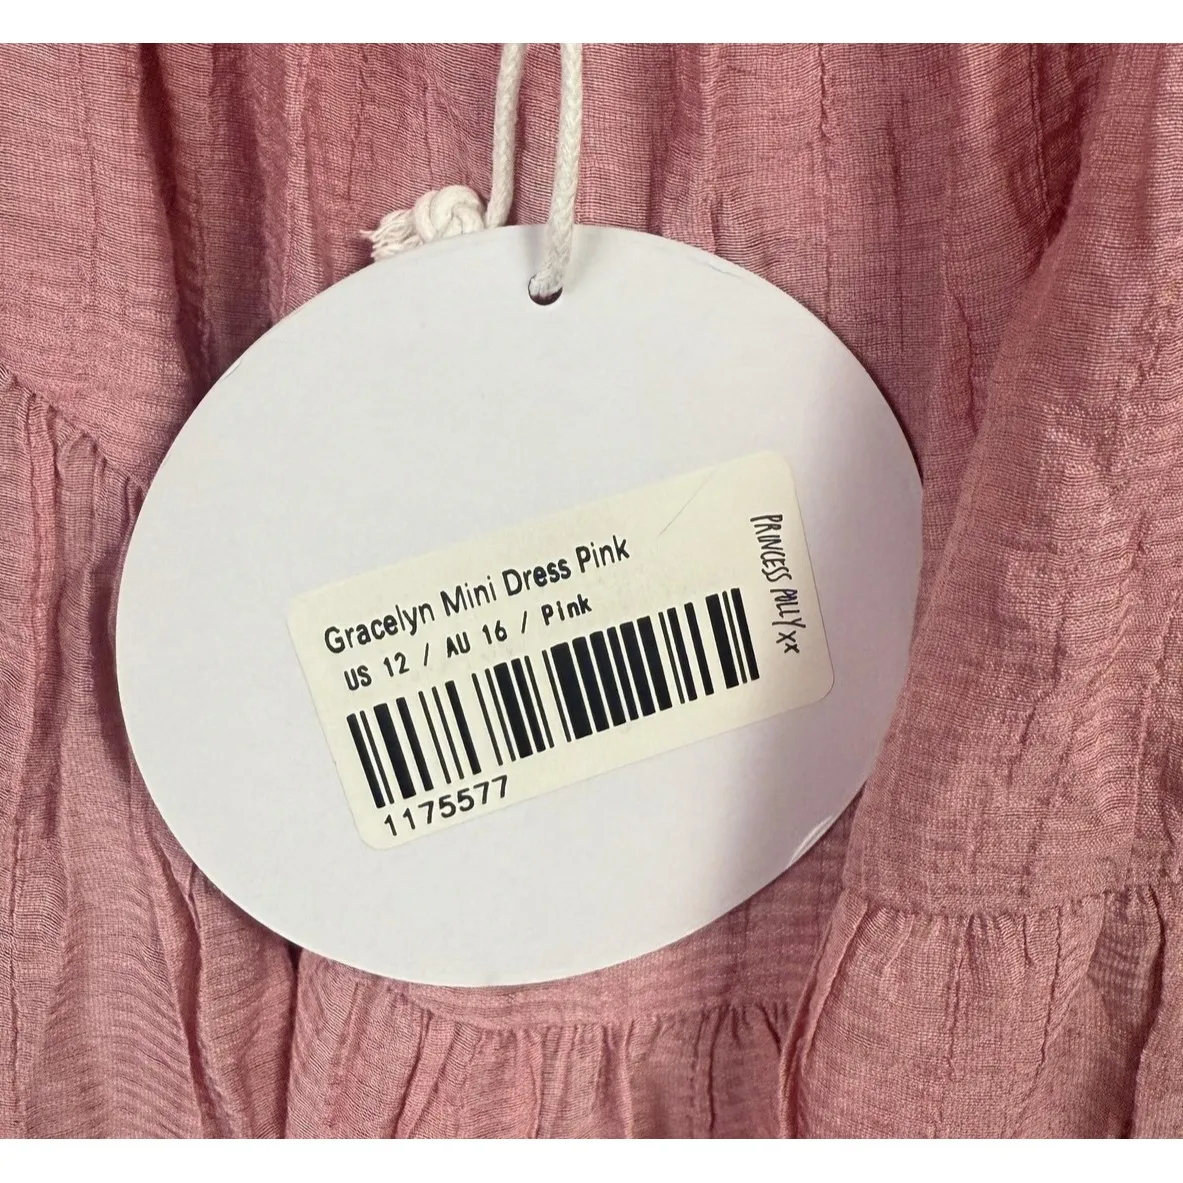 Gracelyn Mini Dress Pink
US 12 / AU 16 / Pink
1175577
PRINCESS POLLY xx